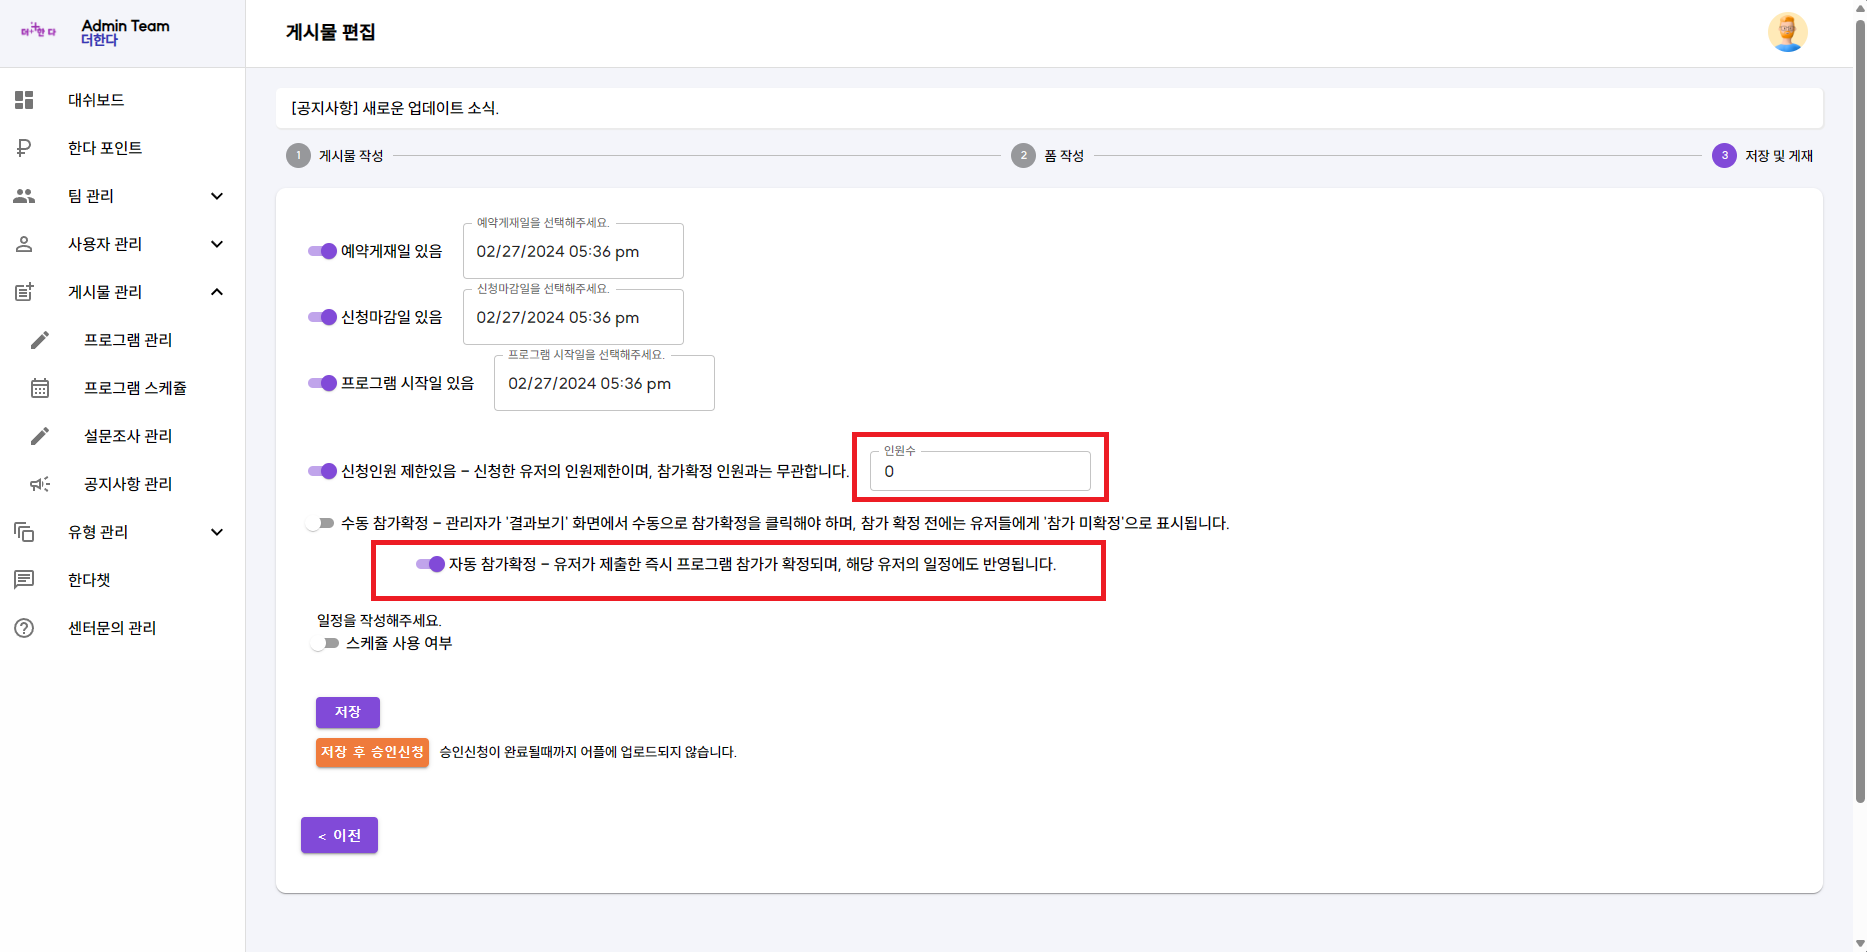 더한다
Admin Team
더한다
게시물 편집
대쉬보드
한다 포인트
팀 관리
사용자 관리
게시물 관리
프로그램 관리
프로그램 스케쥴
설문조사 관리
공지사항 관리
유형 관리
한다챗
센터문의 관리
[공지사항] 새로운 업데이트 소식.
1 게시물 작성
2 폼 작성
3 저장 및 게재
예약게재일을 선택해주세요.
예약게재일 있음 02/27/2024 05:36 pm
신청마감일을 선택해주세요.
신청마감일 있음 02/27/2024 05:36 pm
프로그램 시작일을 선택해주세요.
프로그램 시작일 있음 02/27/2024 05:36 pm
인원수
신청인원 제한있음 - 신청한 유저의 인원제한이며, 참가확정 인원과는 무관합니다. 0
수동 참가확정 - 관리자가 '결과보기' 화면에서 수동으로 참가확정을 클릭해야 하며, 참가 확정 전에는 유저들에게 '참가 미확정'으로 표시됩니다.
자동 참가확정 - 유저가 제출한 즉시 프로그램 참가가 확정되며, 해당 유저의 일정에도 반영됩니다.
일정을 작성해주세요.
스케쥴 사용 여부
저장
저장 후 승인신청 승인신청이 완료될때까지 어플에 업로드되지 않습니다.
< 이전